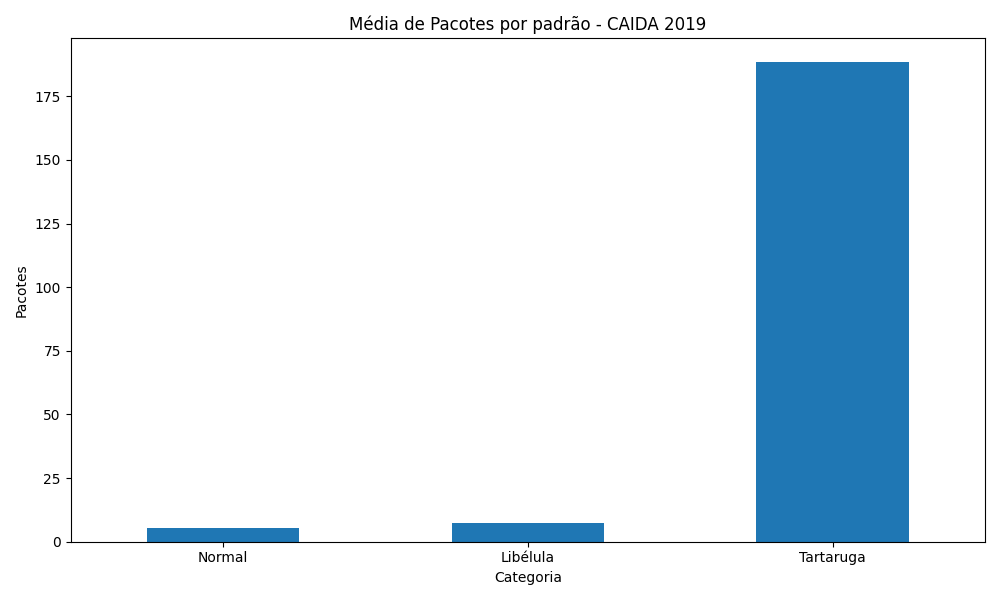 Média de Pacotes por padrão - CAIDA 2019
Pacotes
175
150
125
100
75
50
25
0
Normal Libélula Tartaruga
Categoria